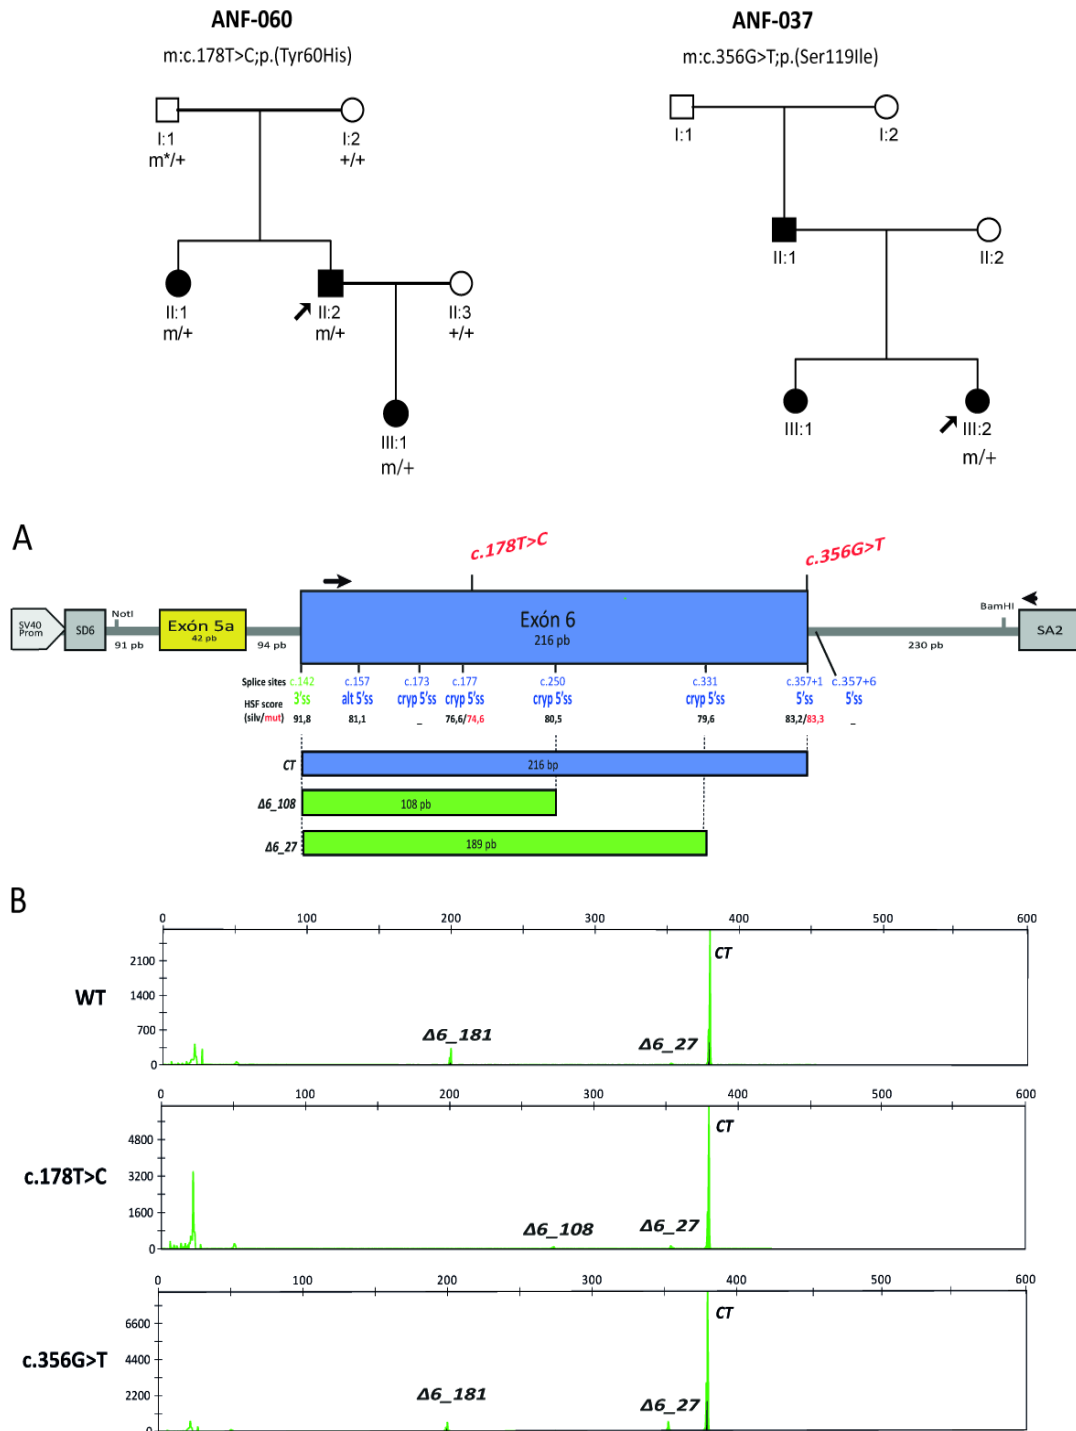 ANF-060
m:c.178T>C;p.(Tyr60His)
I:1
m*/+
I:2
+/+
II:1
m/+
II:2
m/+
II:3
+/+
III:1
m/+
ANF-037
m:c.356G>T;p.(Ser119Ile)
I:1
I:2
II:1
II:2
III:1
III:2
m/+
A
c.178T>C
c.356G>T
SV40
Prom
SD6
NotI
91 pb
Exón 5a
42 pb
94 pb
Exón 6
216 pb
BamHI
230 pb
SA2
Splice sites c.142 c.157 c.173 c.177 c.250 c.331 c.357+1 c.357+6
3'ss alt 5'ss cryp 5'ss cryp 5'ss cryp 5'ss cryp 5'ss 5'ss 5'ss
HSF score
(silv/mut) 91,8 81,1 _ 76,6/74,6 80,5 79,6 83,2/83,3 _
CT 216 bp
Δ6_108 108 pb
Δ6_27 189 pb
B
0 100 200 300 400 500 600
WT
2100
1400
700
0
Δ6_181
Δ6_27
CT
0 100 200 300 400 500 600
c.178T>C
4800
3200
1600
0
Δ6_108
Δ6_27
CT
0 100 200 300 400 500 600
c.356G>T
6600
4400
2200
0
Δ6_181
Δ6_27
CT